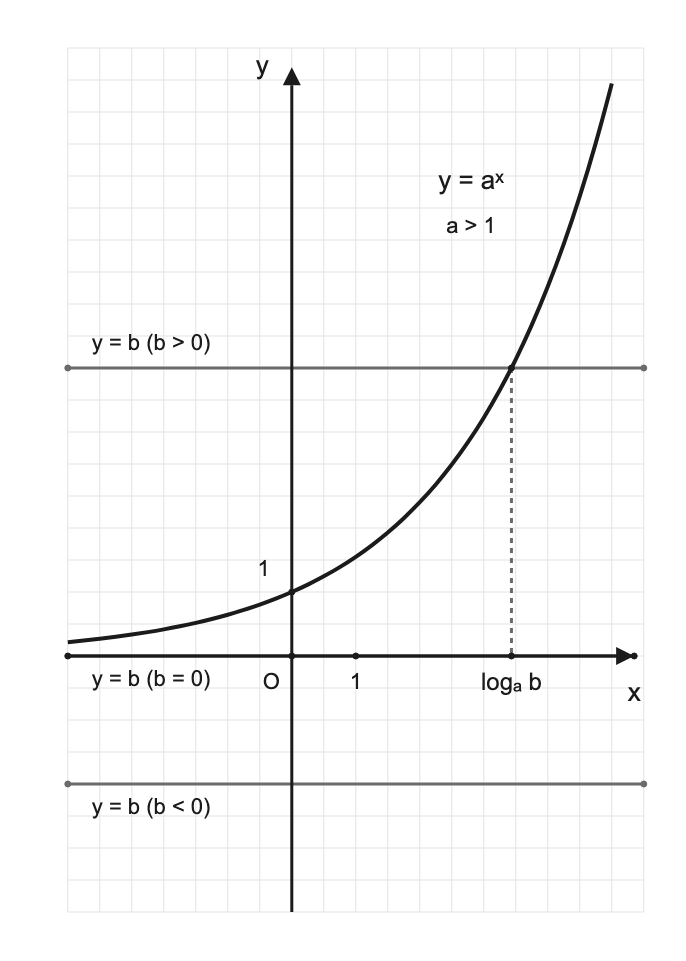 y
y = aˣ
a > 1
y = b (b > 0)
1
y = b (b = 0)
O
1
logₐ b
x
y = b (b < 0)